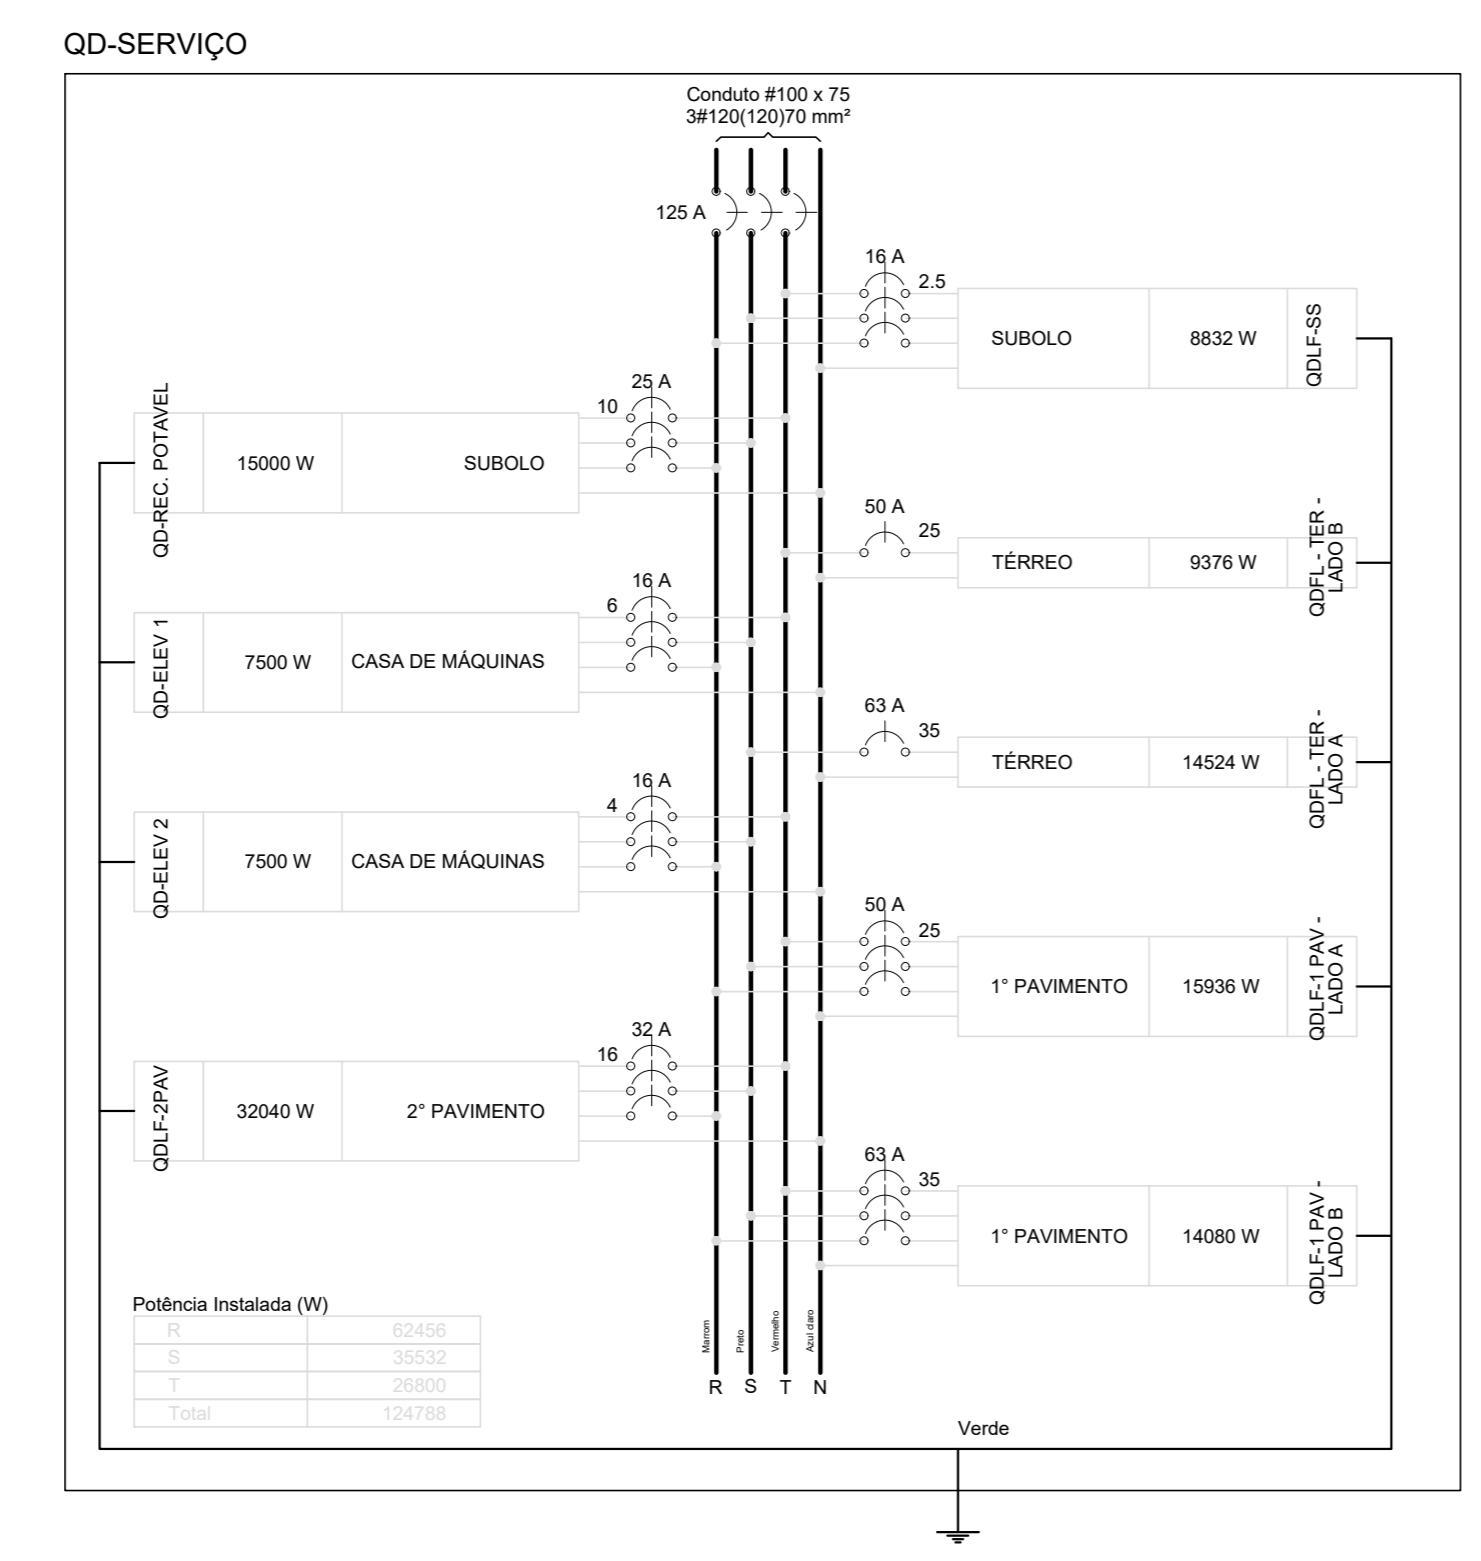 QD-SERVIÇO
Conduto #100 x 75
3#120(120)70 mm²
125 A
16 A
2.5
SUBOLO
8832 W
QDLF-SS
25 A
10
QD-REC. POTAVEL
15000 W
SUBOLO
50 A
25
TÉRREO
9376 W
QDFL - TER -
LADO B
16 A
6
QD-ELEV 1
7500 W
CASA DE MÁQUINAS
63 A
35
TÉRREO
14524 W
QDFL - TER -
LADO A
16 A
4
QD-ELEV 2
7500 W
CASA DE MÁQUINAS
50 A
25
1° PAVIMENTO
15936 W
QDLF-1 PAV -
LADO A
32 A
16
QDLF-2PAV
32040 W
2° PAVIMENTO
63 A
35
1° PAVIMENTO
14080 W
QDLF-1 PAV -
LADO B
Potência Instalada (W)
R 62456
S 35532
T 26800
Total 124788
Marrom
Preto
Vermelho
Azul claro
R S T N
Verde